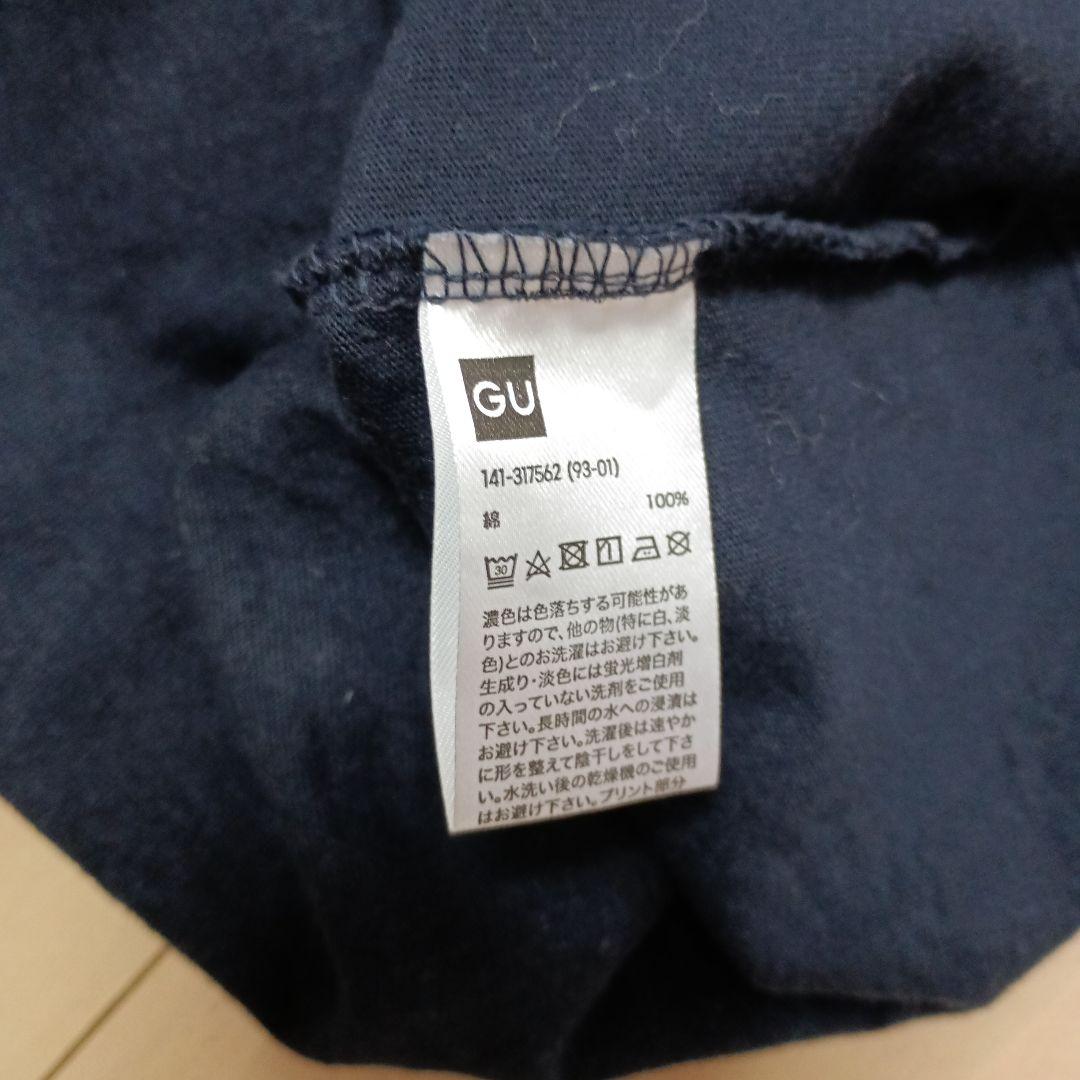 GU
141-317562 (93-01)
綿 100%
30
濃色は色落ちする可能性があ
りますので、他の物(特に白、淡
色)とのお洗濯はお避け下さい。
生成り・淡色には蛍光増白剤
の入っていない洗剤をご使用
下さい。長時間の水への浸漬は
お避け下さい。洗濯後は速やか
に形を整えて陰干しをして下さ
い。水洗い後の乾燥機のご使用
はお避け下さい。プリント部分